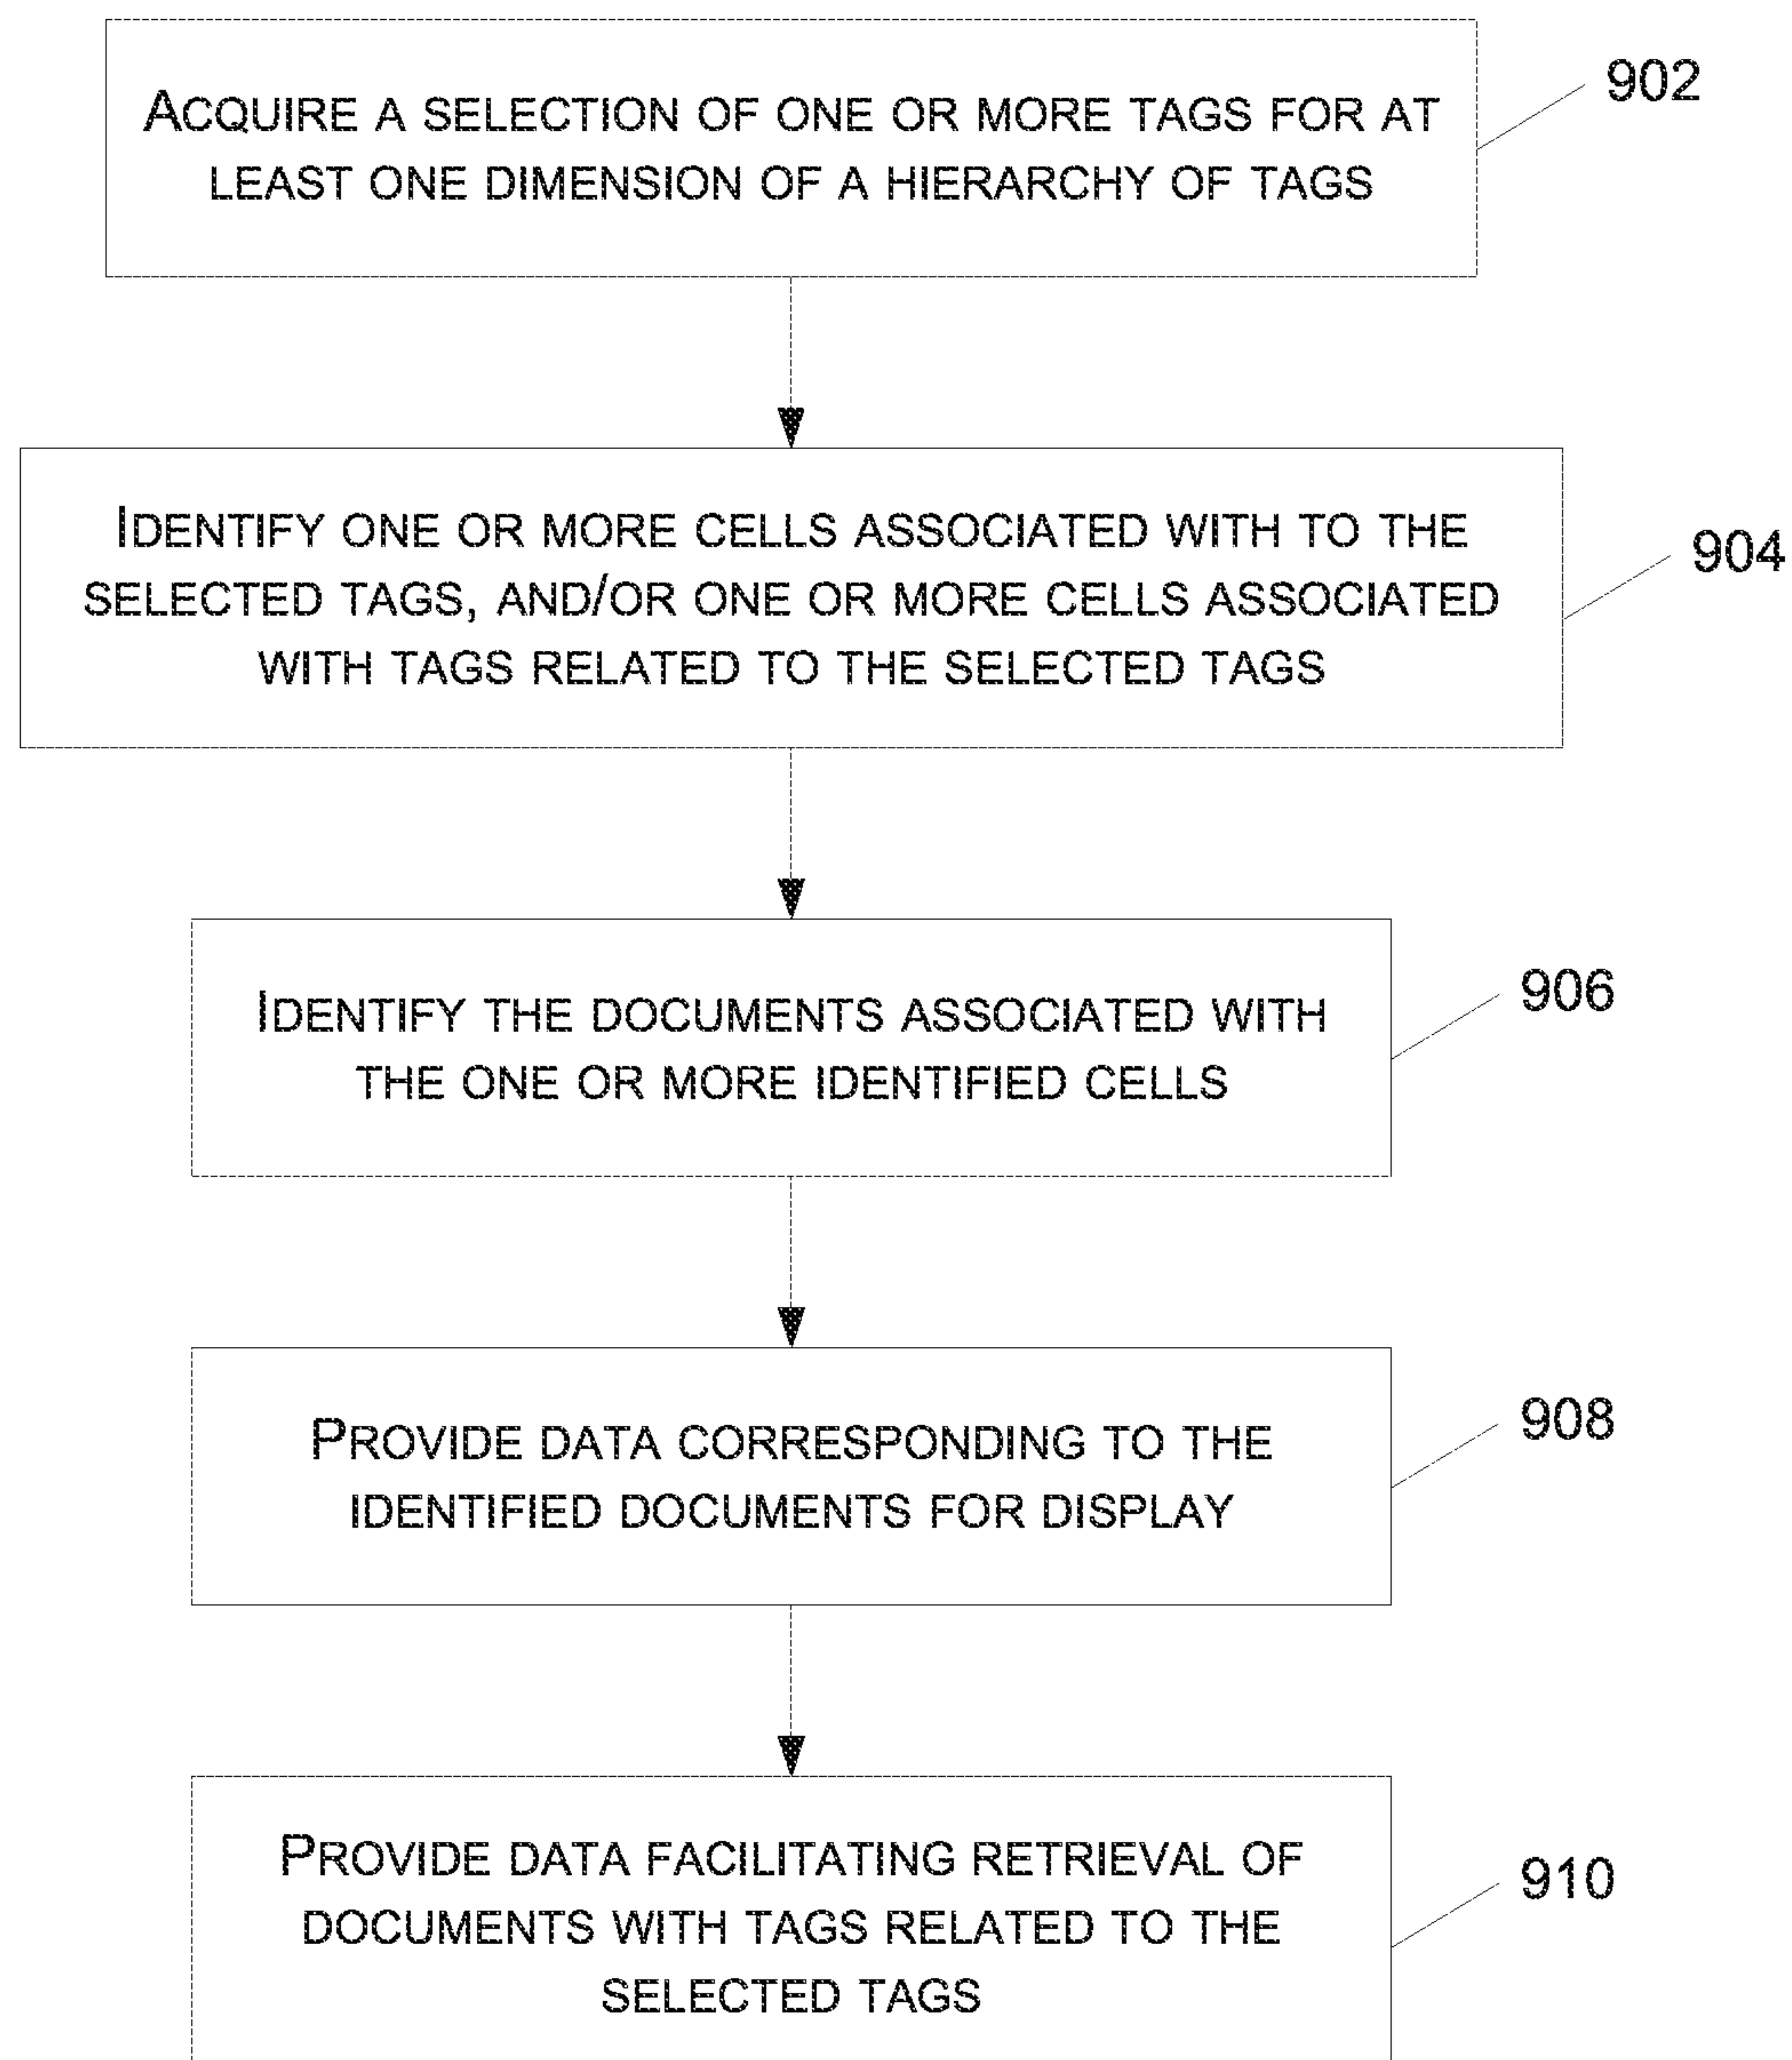 ACQUIRE A SELECTION OF ONE OR MORE TAGS FOR AT
LEAST ONE DIMENSION OF A HIERARCHY OF TAGS
902
IDENTIFY ONE OR MORE CELLS ASSOCIATED WITH TO THE
SELECTED TAGS, AND/OR ONE OR MORE CELLS ASSOCIATED
WITH TAGS RELATED TO THE SELECTED TAGS
904
IDENTIFY THE DOCUMENTS ASSOCIATED WITH
THE ONE OR MORE IDENTIFIED CELLS
906
PROVIDE DATA CORRESPONDING TO THE
IDENTIFIED DOCUMENTS FOR DISPLAY
908
PROVIDE DATA FACILITATING RETRIEVAL OF
DOCUMENTS WITH TAGS RELATED TO THE
SELECTED TAGS
910